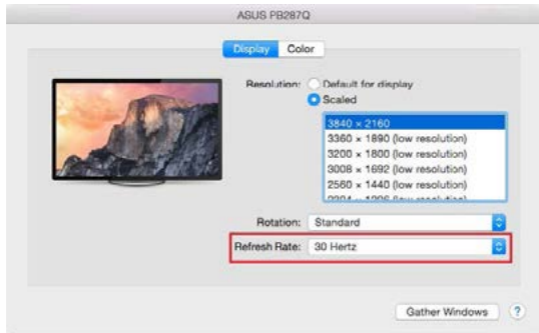 ASUS PB287Q
Display Color
Resolution: Default for display
Scaled
3840 × 2160
3360 × 1890 (low resolution)
3200 × 1800 (low resolution)
3008 × 1692 (low resolution)
2560 × 1440 (low resolution)
Rotation: Standard
Refresh Rate: 30 Hertz
Gather Windows ?